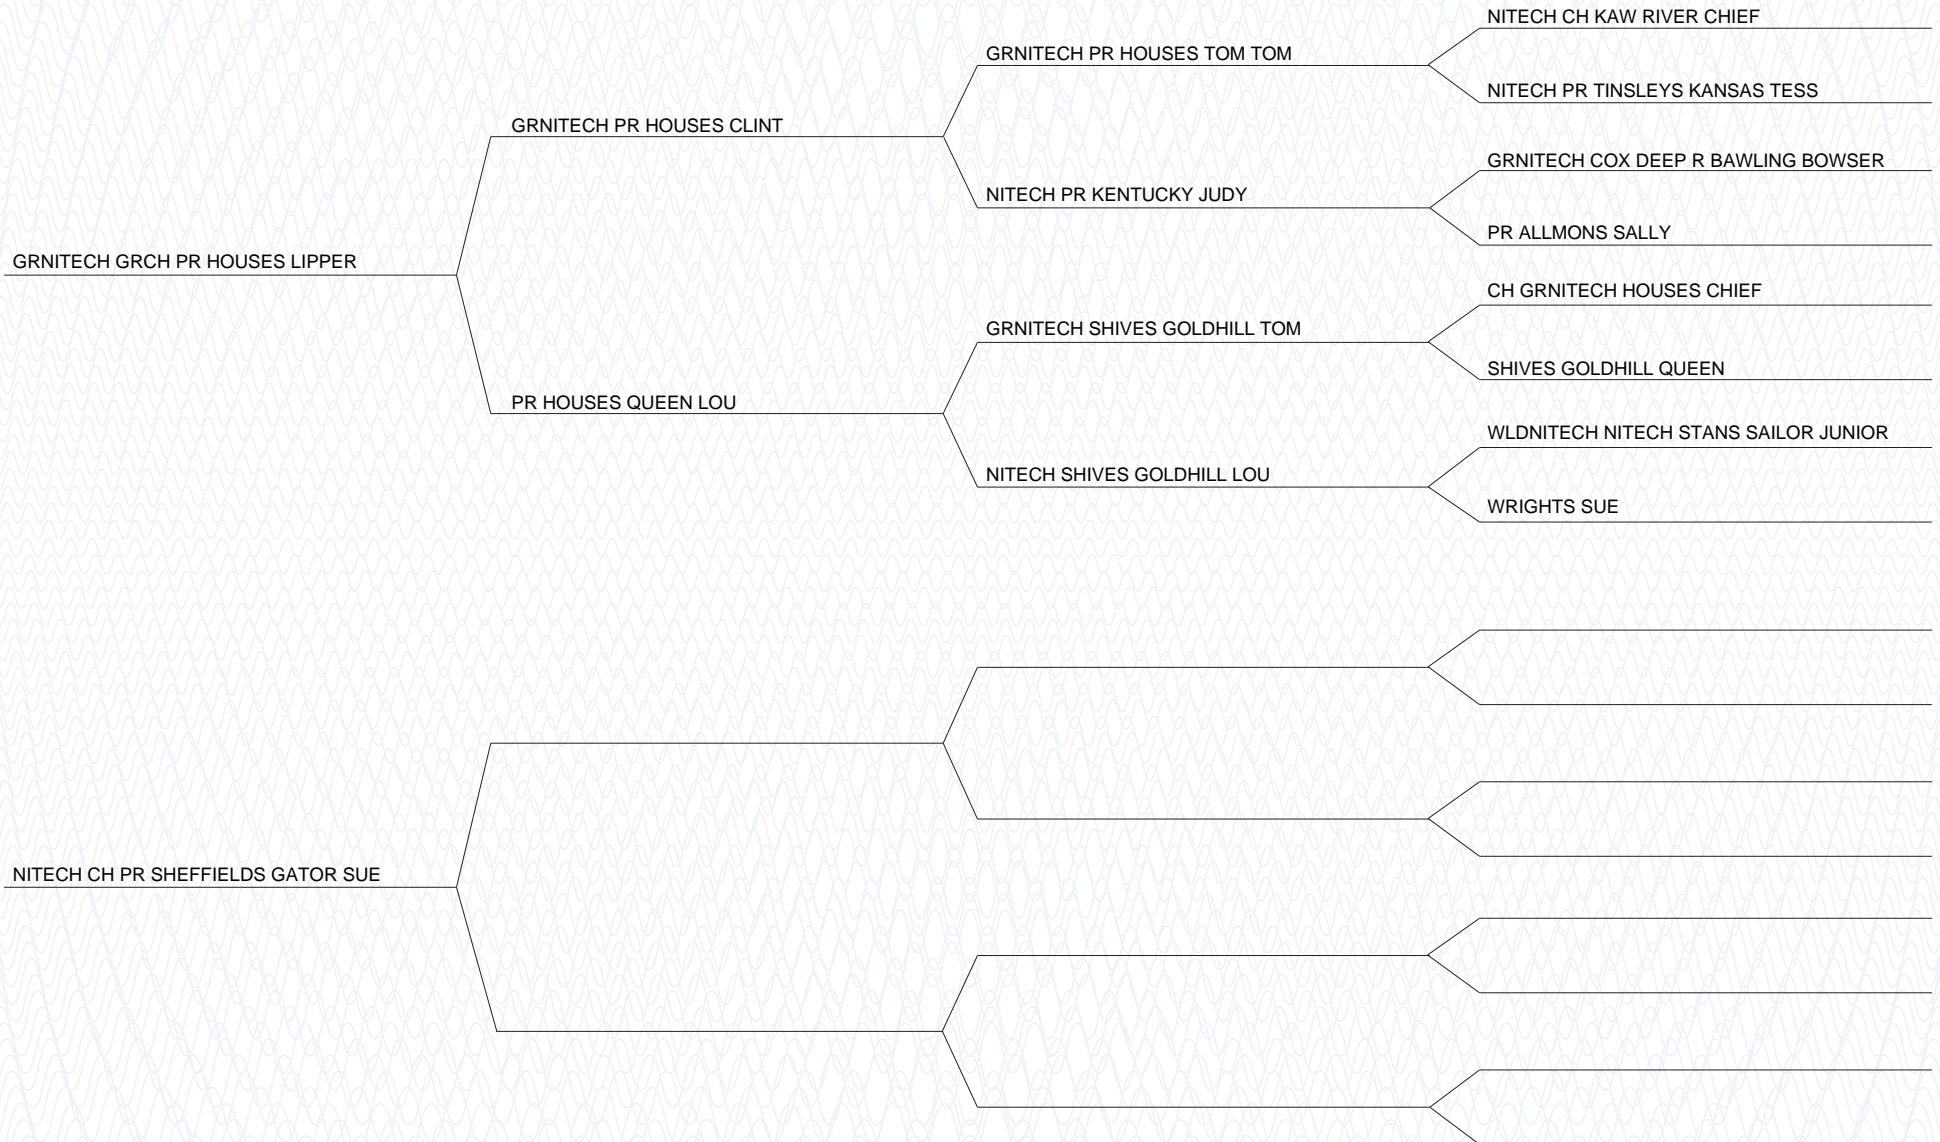 NITECH CH KAW RIVER CHIEF
GRNITECH PR HOUSES TOM TOM
NITECH PR TINSLEYS KANSAS TESS
GRNITECH PR HOUSES CLINT
GRNITECH COX DEEP R BAWLING BOWSER
NITECH PR KENTUCKY JUDY
PR ALLMONS SALLY
GRNITECH GRCH PR HOUSES LIPPER
CH GRNITECH HOUSES CHIEF
GRNITECH SHIVES GOLDHILL TOM
SHIVES GOLDHILL QUEEN
PR HOUSES QUEEN LOU
WLDNITECH NITECH STANS SAILOR JUNIOR
NITECH SHIVES GOLDHILL LOU
WRIGHTS SUE
NITECH CH PR SHEFFIELDS GATOR SUE